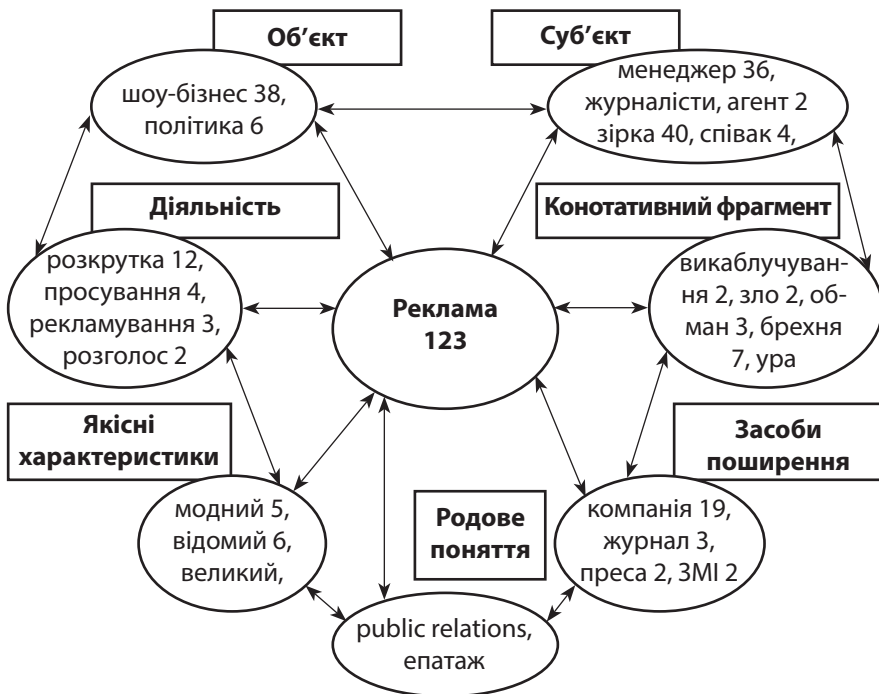 Об’єкт
шоу-бізнес 38,
політика 6
Суб’єкт
менеджер 36,
журналісти, агент 2
зірка 40, співак 4,
Діяльність
розкрутка 12,
просування 4,
рекламування 3,
розголос 2
Реклама
123
Конотативний фрагмент
викаблучуван-
ня 2, зло 2, об-
ман 3, брехня
7, ура
Якісні
характеристики
модний 5,
відомий 6,
великий,
Родове
поняття
public relations,
епатаж
Засоби
поширення
компанія 19,
журнал 3,
преса 2, ЗМІ 2